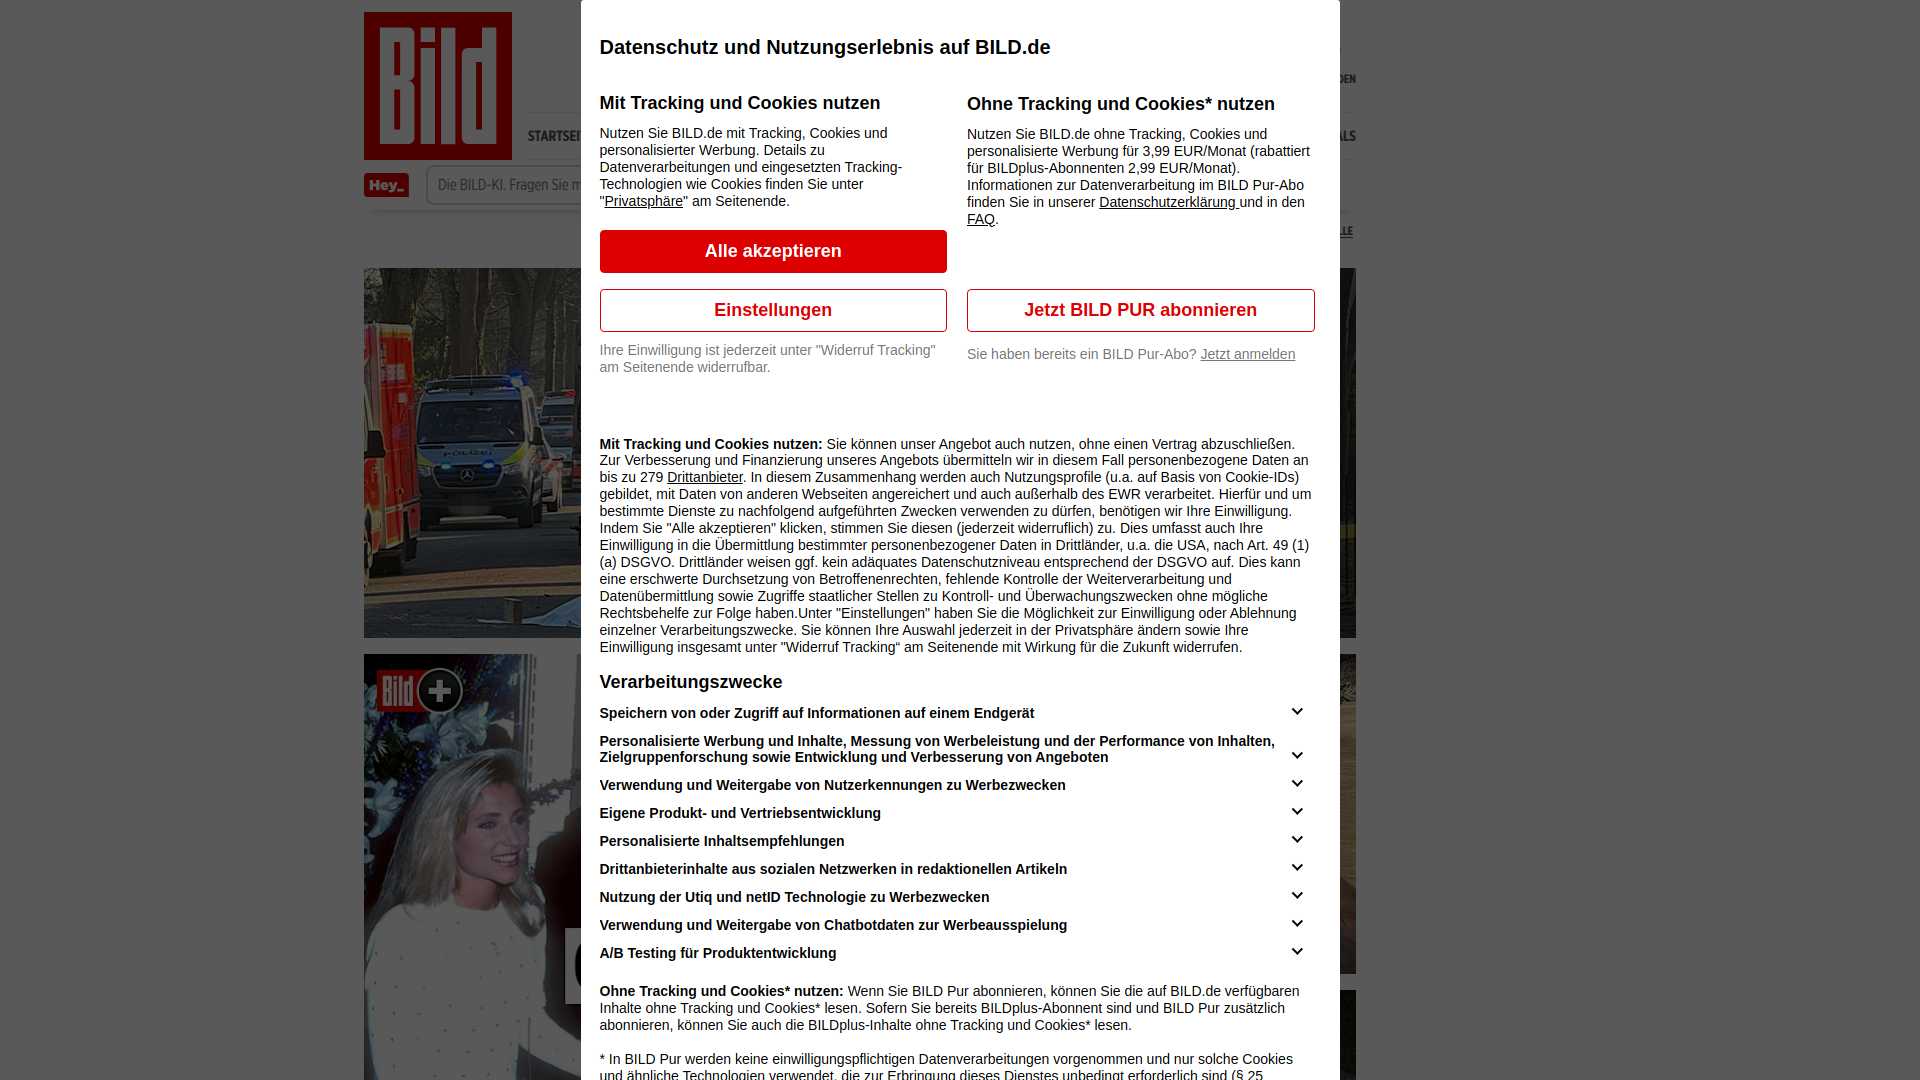 Bild
Datenschutz und Nutzungserlebnis auf BILD.de
DEN
STARTSEI
ALS
Hey_
Die BILD-KI. Fragen Sie m
LLE
Mit Tracking und Cookies nutzen
Nutzen Sie BILD.de mit Tracking, Cookies und
personalisierter Werbung. Details zu
Datenverarbeitungen und eingesetzten Tracking-
Technologien wie Cookies finden Sie unter
"Privatsphäre" am Seitenende.
Alle akzeptieren
Einstellungen
Ihre Einwilligung ist jederzeit unter "Widerruf Tracking"
am Seitenende widerrufbar.
Ohne Tracking und Cookies* nutzen
Nutzen Sie BILD.de ohne Tracking, Cookies und
personalisierte Werbung für 3,99 EUR/Monat (rabattiert
für BILDplus-Abonnenten 2,99 EUR/Monat).
Informationen zur Datenverarbeitung im BILD Pur-Abo
finden Sie in unserer Datenschutzerklärung und in den
FAQ.
Jetzt BILD PUR abonnieren
Sie haben bereits ein BILD Pur-Abo? Jetzt anmelden
POLIZEI
Mit Tracking und Cookies nutzen: Sie können unser Angebot auch nutzen, ohne einen Vertrag abzuschließen.
Zur Verbesserung und Finanzierung unseres Angebots übermitteln wir in diesem Fall personenbezogene Daten an
bis zu 279 Drittanbieter. In diesem Zusammenhang werden auch Nutzungsprofile (u.a. auf Basis von Cookie-IDs)
gebildet, mit Daten von anderen Webseiten angereichert und auch außerhalb des EWR verarbeitet. Hierfür und um
bestimmte Dienste zu nachfolgend aufgeführten Zwecken verwenden zu dürfen, benötigen wir Ihre Einwilligung.
Indem Sie "Alle akzeptieren" klicken, stimmen Sie diesen (jederzeit widerruflich) zu. Dies umfasst auch Ihre
Einwilligung in die Übermittlung bestimmter personenbezogener Daten in Drittländer, u.a. die USA, nach Art. 49 (1)
(a) DSGVO. Drittländer weisen ggf. kein adäquates Datenschutzniveau entsprechend der DSGVO auf. Dies kann
eine erschwerte Durchsetzung von Betroffenenrechten, fehlende Kontrolle der Weiterverarbeitung und
Datenübermittlung sowie Zugriffe staatlicher Stellen zu Kontroll- und Überwachungszwecken ohne mögliche
Rechtsbehelfe zur Folge haben.Unter "Einstellungen" haben Sie die Möglichkeit zur Einwilligung oder Ablehnung
einzelner Verarbeitungszwecke. Sie können Ihre Auswahl jederzeit in der Privatsphäre ändern sowie Ihre
Einwilligung insgesamt unter "Widerruf Tracking“ am Seitenende mit Wirkung für die Zukunft widerrufen.
Bild +
Verarbeitungszwecke
Speichern von oder Zugriff auf Informationen auf einem Endgerät
Personalisierte Werbung und Inhalte, Messung von Werbeleistung und der Performance von Inhalten,
Zielgruppenforschung sowie Entwicklung und Verbesserung von Angeboten
Verwendung und Weitergabe von Nutzerkennungen zu Werbezwecken
Eigene Produkt- und Vertriebsentwicklung
Personalisierte Inhaltsempfehlungen
Drittanbieterinhalte aus sozialen Netzwerken in redaktionellen Artikeln
Nutzung der Utiq und netID Technologie zu Werbezwecken
Verwendung und Weitergabe von Chatbotdaten zur Werbeausspielung
A/B Testing für Produktentwicklung
Ohne Tracking und Cookies* nutzen: Wenn Sie BILD Pur abonnieren, können Sie die auf BILD.de verfügbaren
Inhalte ohne Tracking und Cookies* lesen. Sofern Sie bereits BILDplus-Abonnent sind und BILD Pur zusätzlich
abonnieren, können Sie auch die BILDplus-Inhalte ohne Tracking und Cookies* lesen.
* In BILD Pur werden keine einwilligungspflichtigen Datenverarbeitungen vorgenommen und nur solche Cookies
und ähnliche Technologien verwendet, die zur Erbringung dieses Dienstes unbedingt erforderlich sind (§ 25